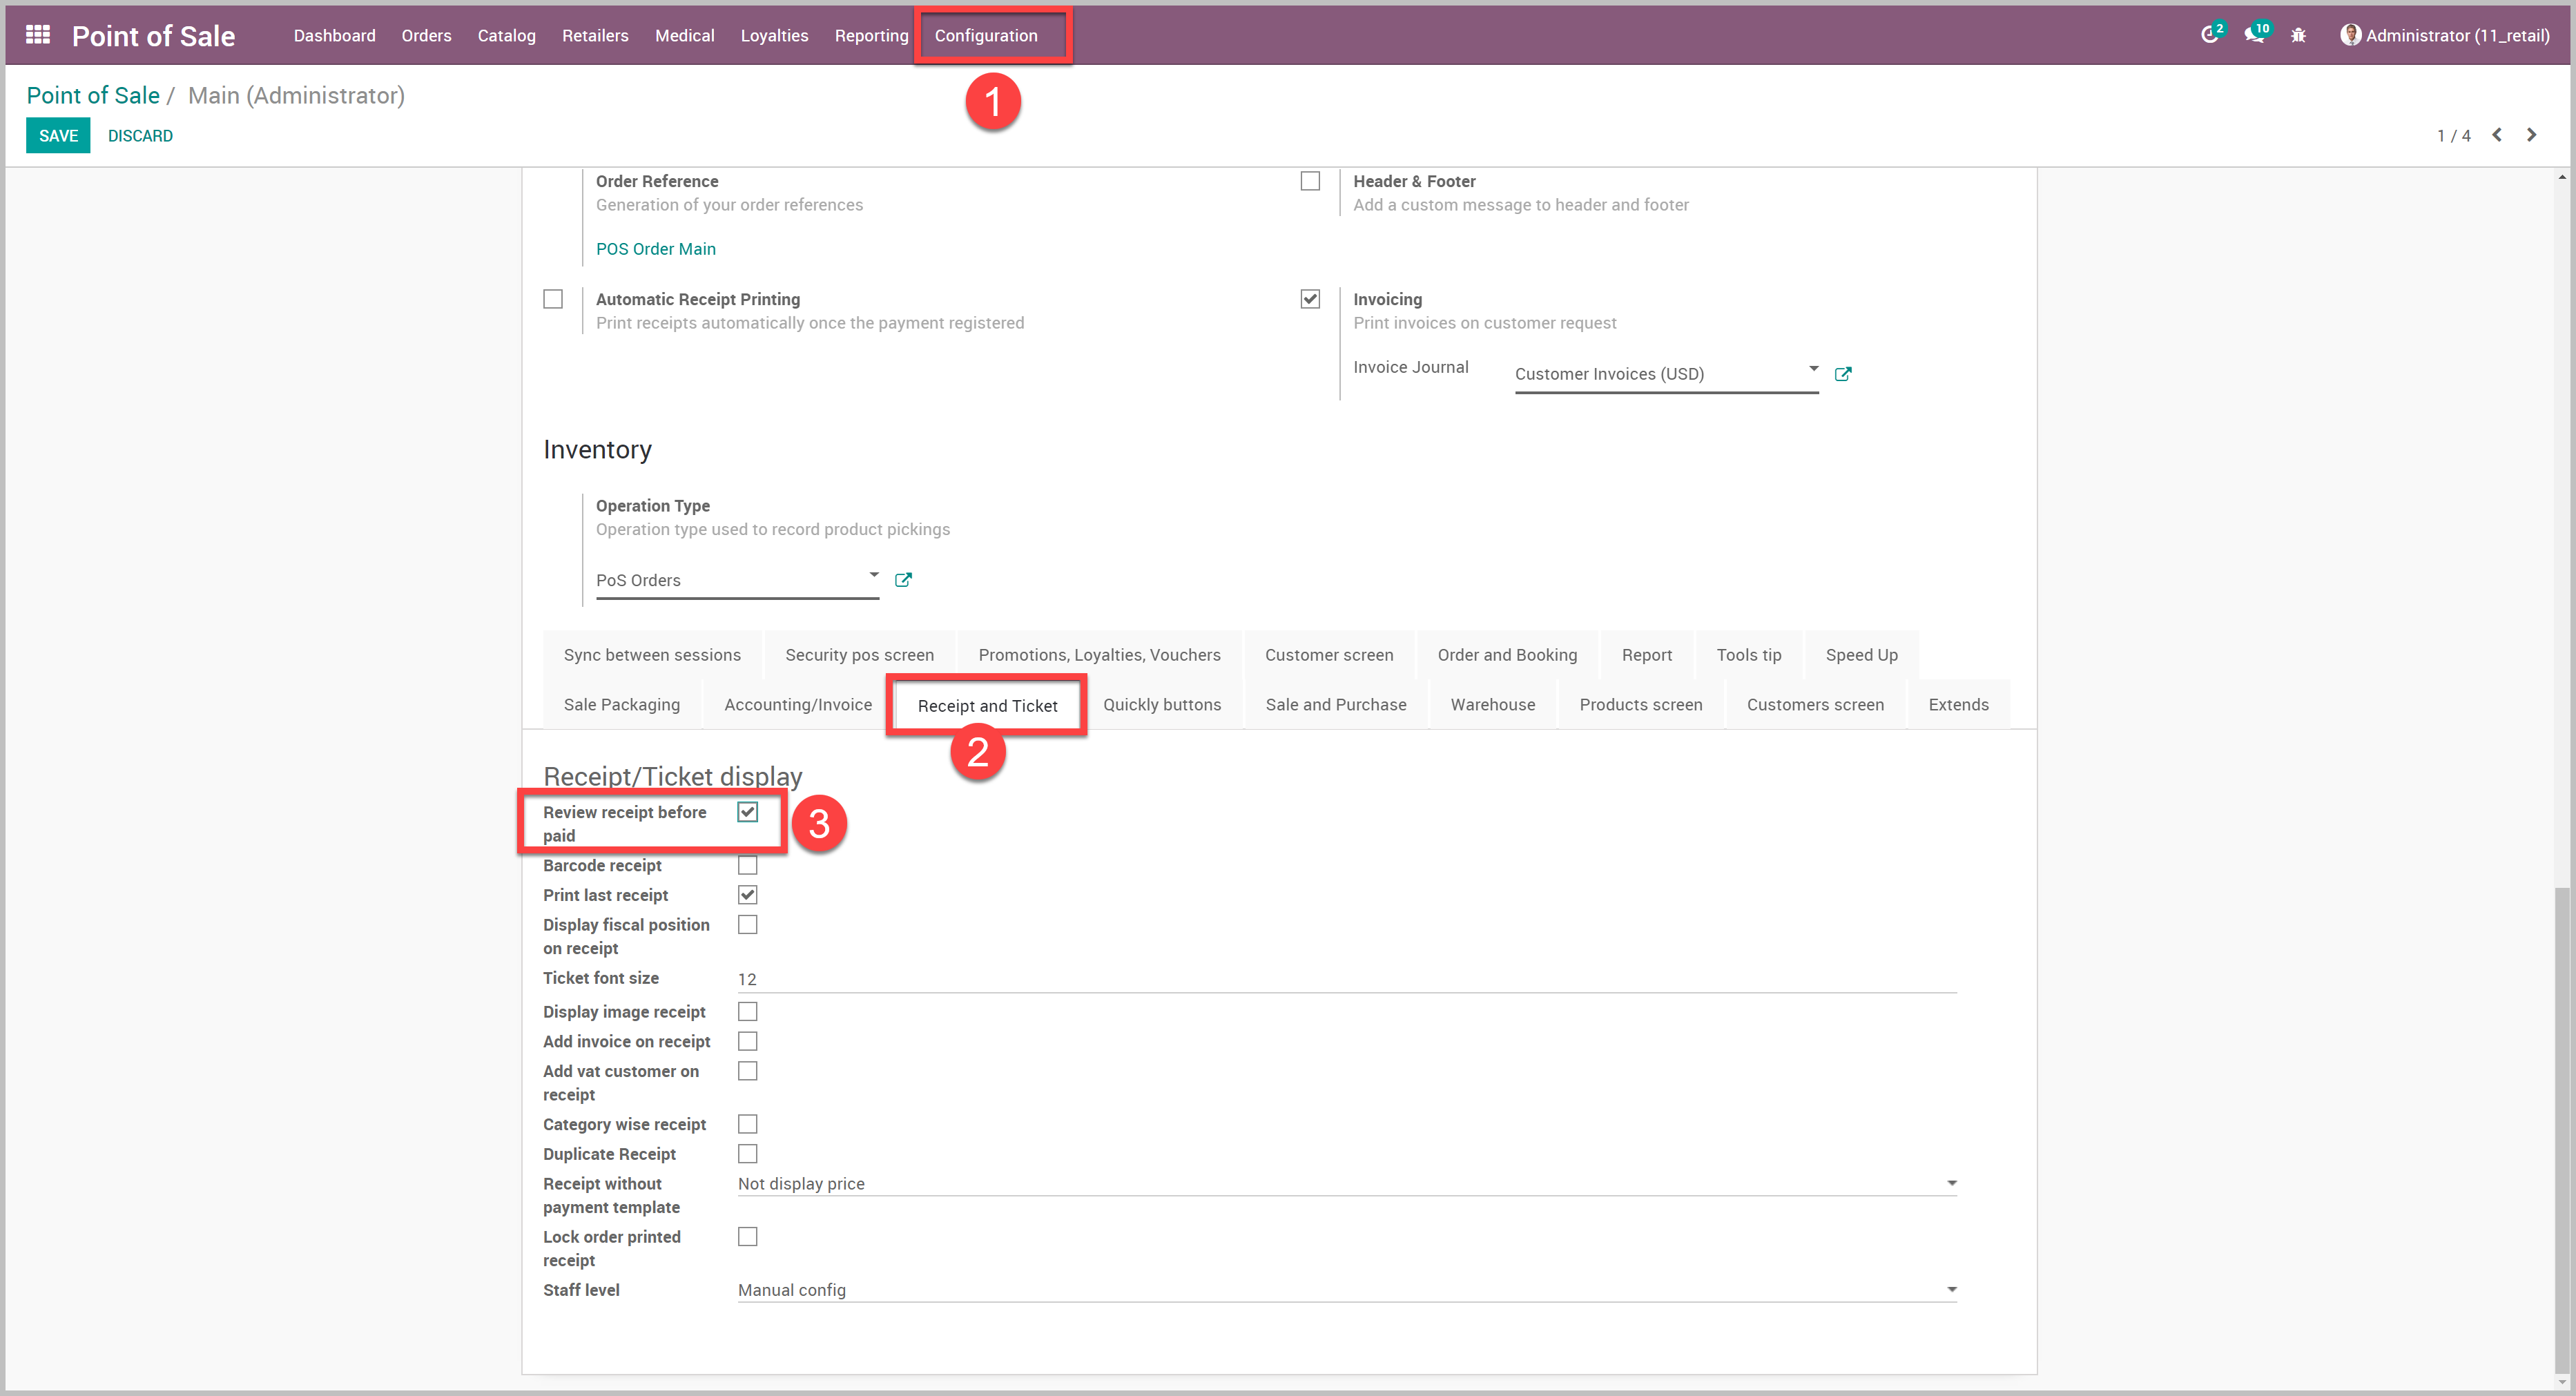 Point of Sale Dashboard Orders Catalog Retailers Medical Loyalties Reporting Configuration 2 10 Administrator (11_retail)
1
Point of Sale / Main (Administrator)
SAVE DISCARD 1 / 4
Order Reference
Generation of your order references
POS Order Main
Header & Footer
Add a custom message to header and footer
Automatic Receipt Printing
Print receipts automatically once the payment registered
Invoicing
Print invoices on customer request
Invoice Journal Customer Invoices (USD)
Inventory
Operation Type
Operation type used to record product pickings
PoS Orders
Sync between sessions Security pos screen Promotions, Loyalties, Vouchers Customer screen Order and Booking Report Tools tip Speed Up
Sale Packaging Accounting/Invoice Receipt and Ticket Quickly buttons Sale and Purchase Warehouse Products screen Customers screen Extends
2
Receipt/Ticket display
Review receipt before
paid
3
Barcode receipt
Print last receipt
Display fiscal position
on receipt
Ticket font size 12
Display image receipt
Add invoice on receipt
Add vat customer on
receipt
Category wise receipt
Duplicate Receipt
Receipt without Not display price
payment template
Lock order printed
receipt
Staff level Manual config